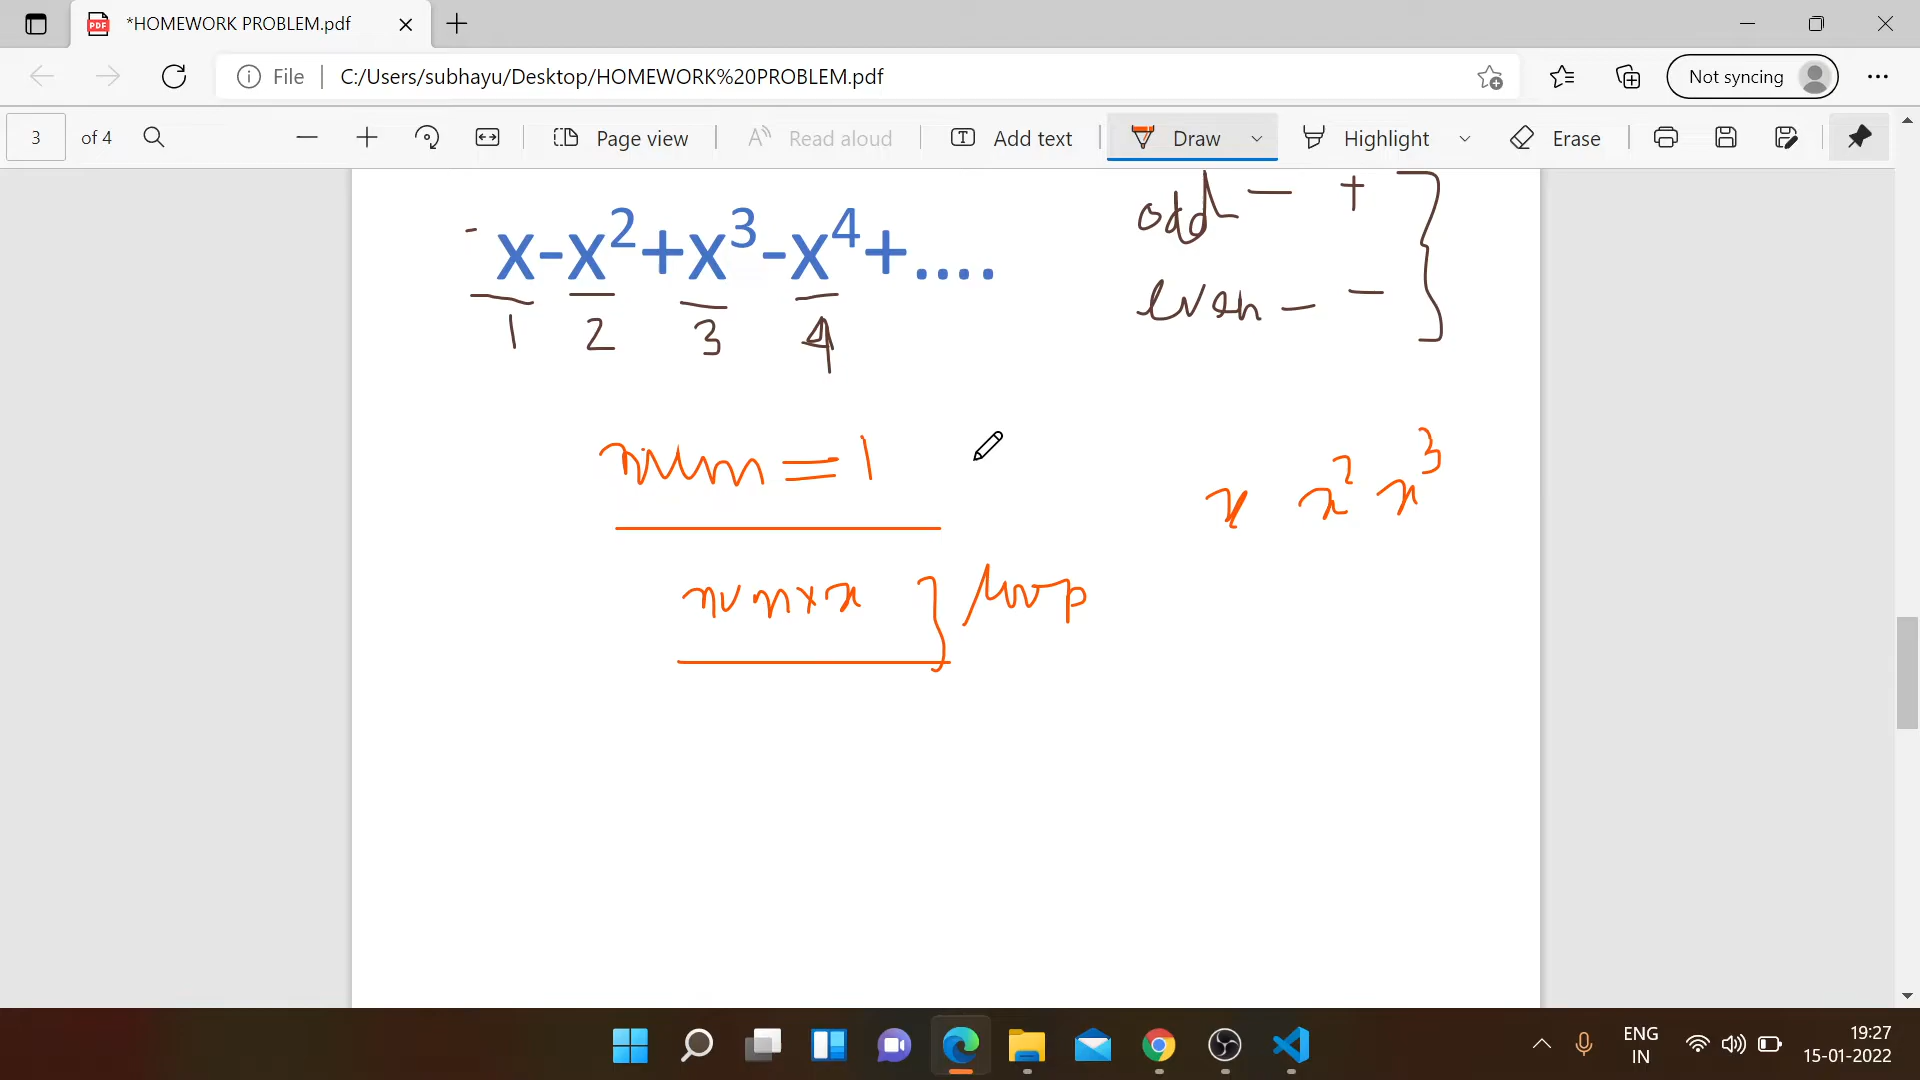 *HOMEWORK PROBLEM.pdf
File C:/Users/subhayu/Desktop/HOMEWORK%20PROBLEM.pdf Not syncing
3 of 4 Page view Read aloud Add text Draw Highlight Erase
odd — +
x-x²+x³-x⁴+....
even — —
1 2 3 4
num = 1
x x² x³
num×x } loop
ENG
IN
19:27
15-01-2022